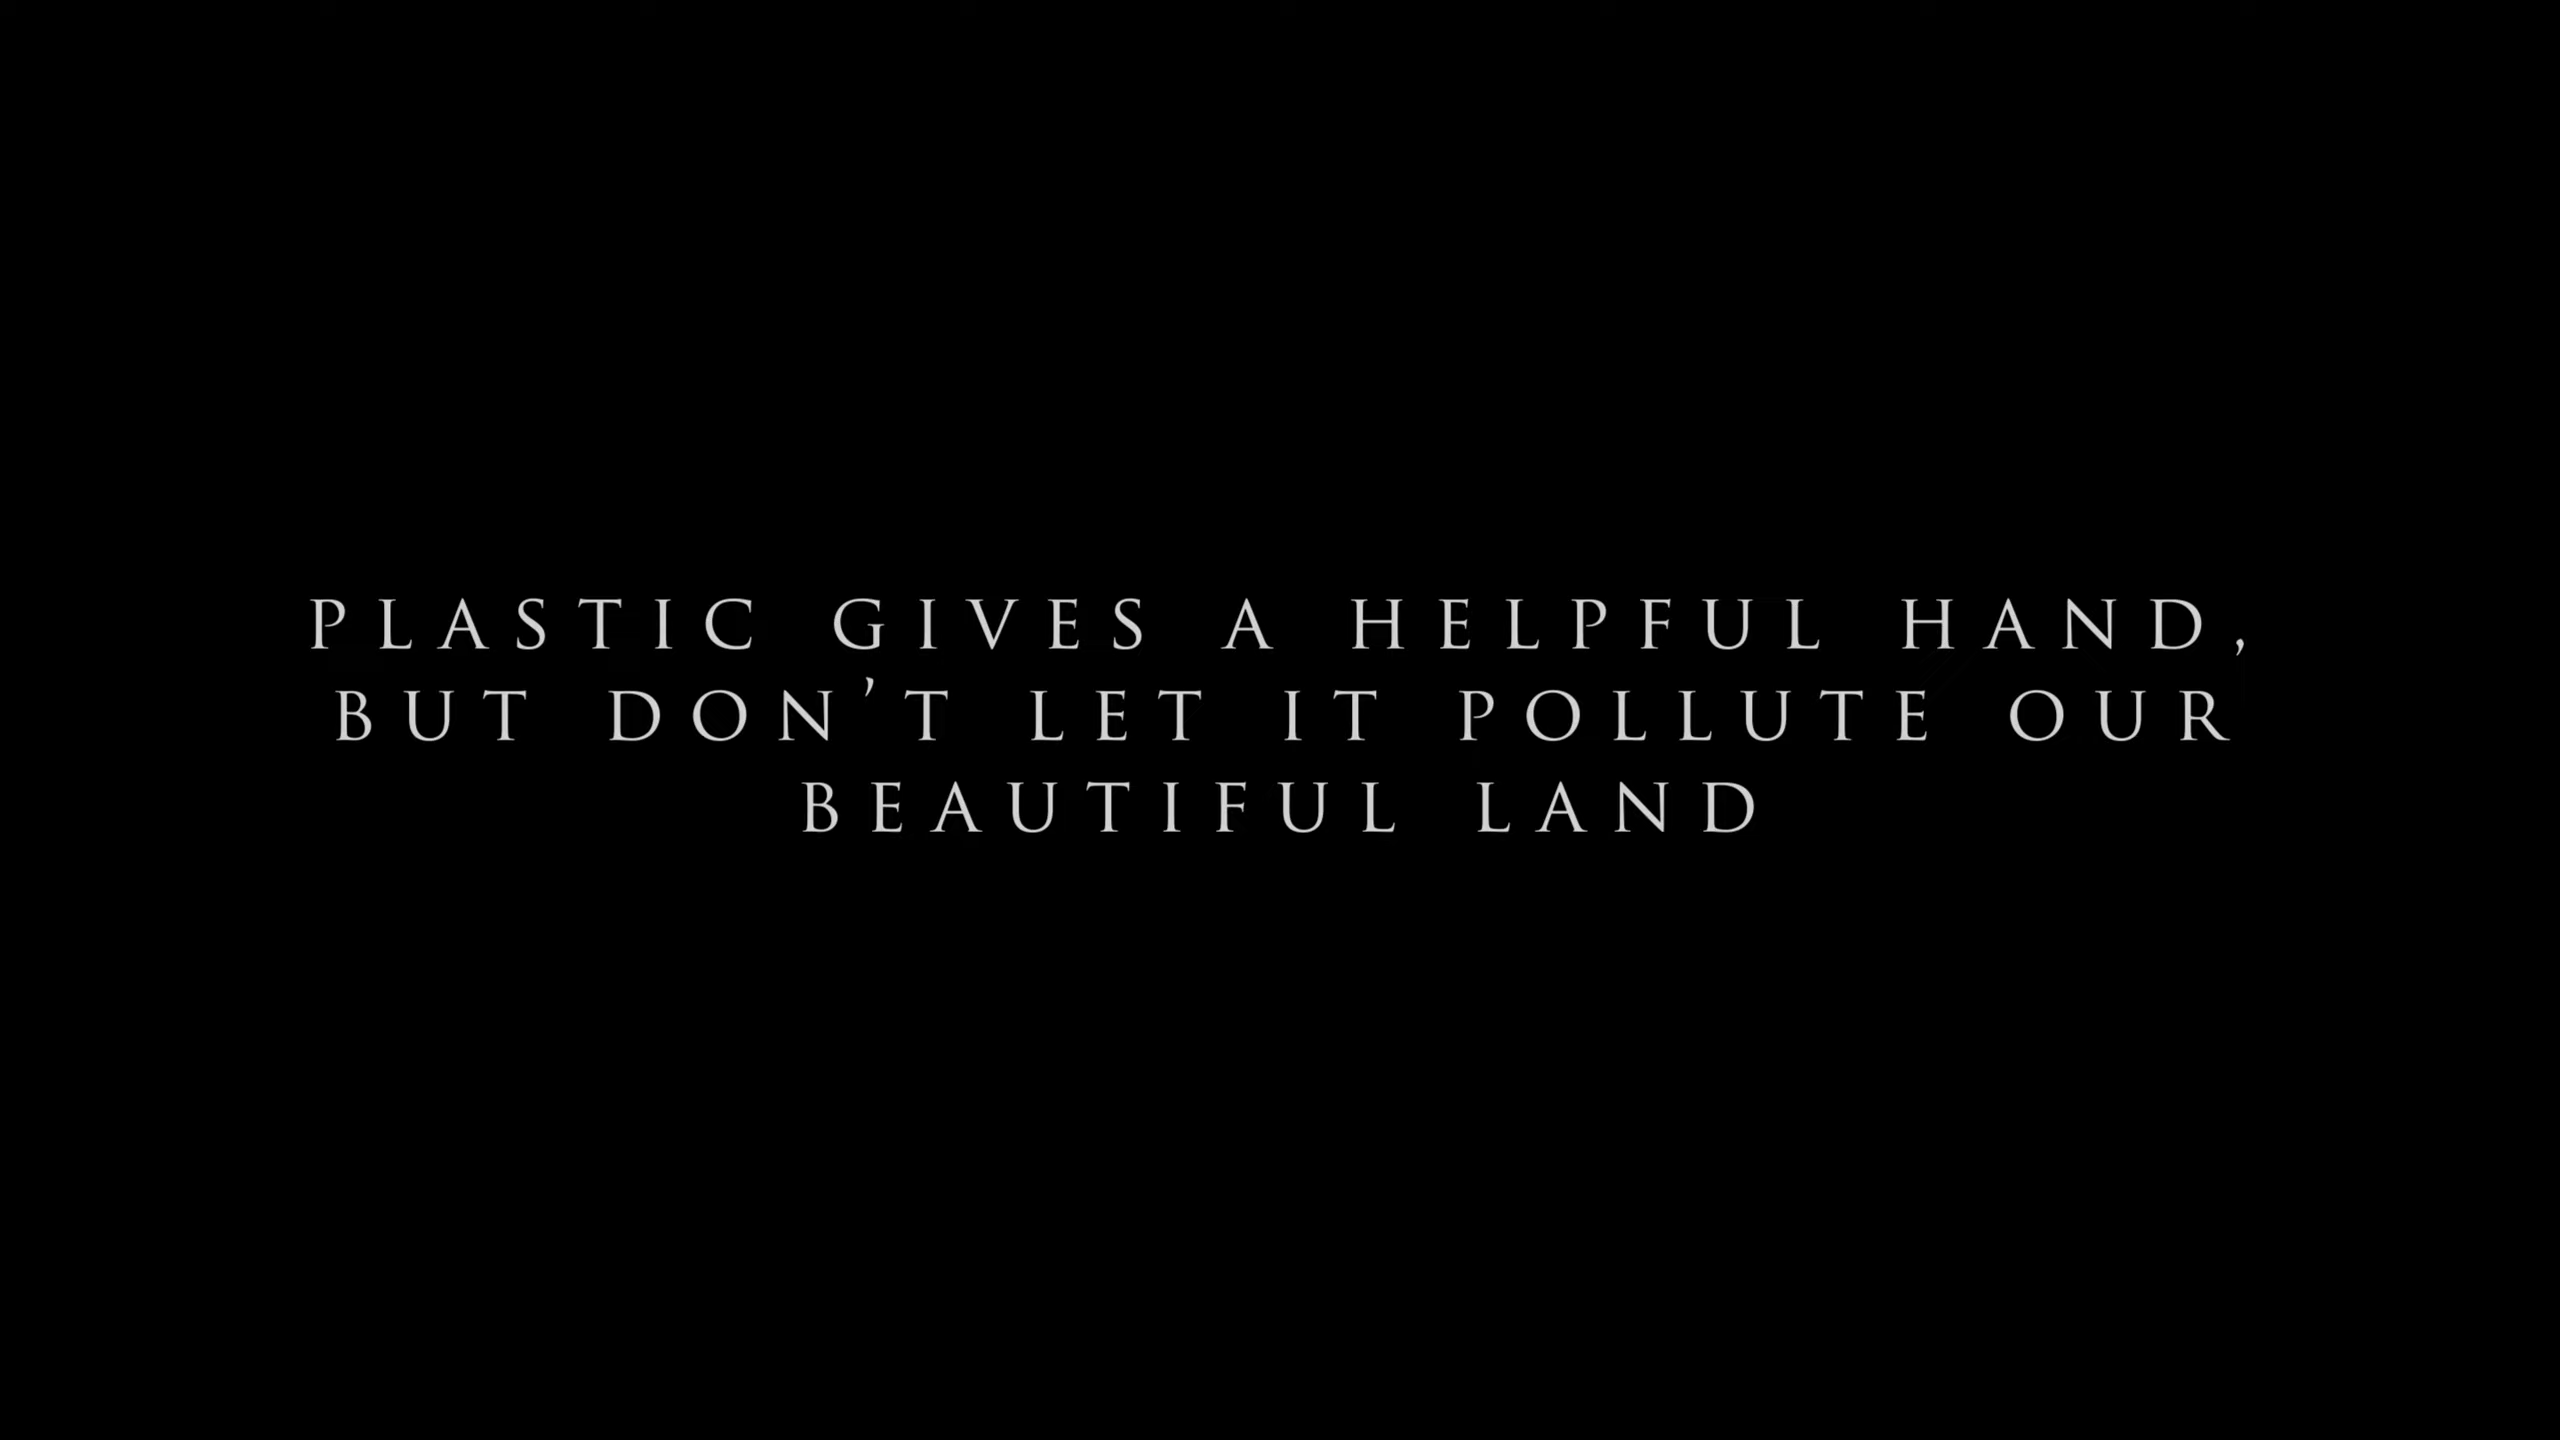 PLASTIC GIVES A HELPFUL HAND,
BUT DON’T LET IT POLLUTE OUR
BEAUTIFUL LAND